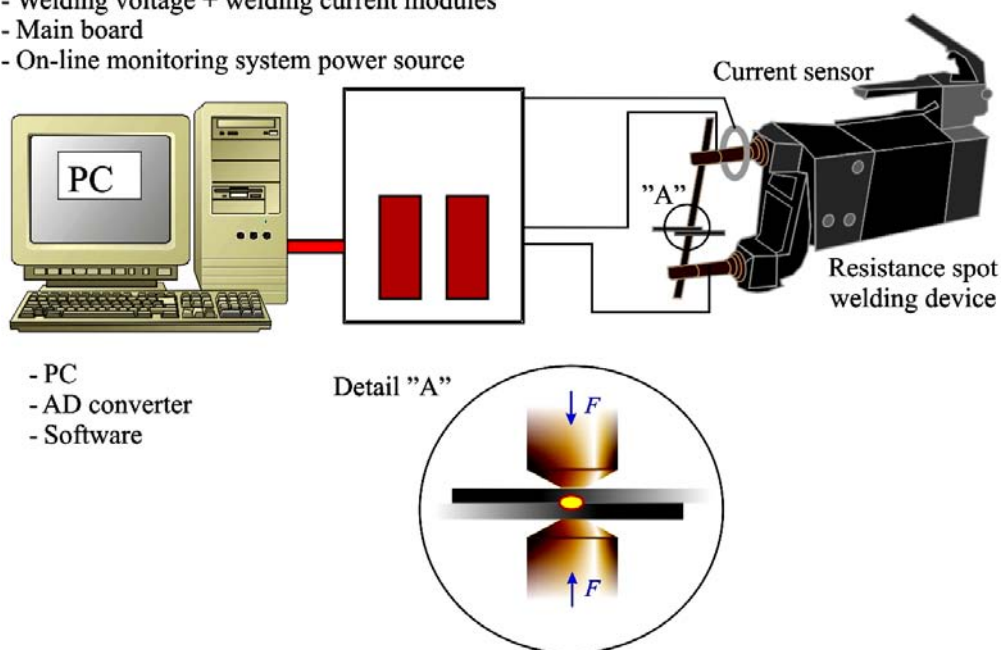 - Welding voltage + welding current modules
- Main board
- On-line monitoring system power source
Current sensor
PC
”A”
Resistance spot
welding device
- PC
- AD converter
- Software
Detail ”A”
F
F